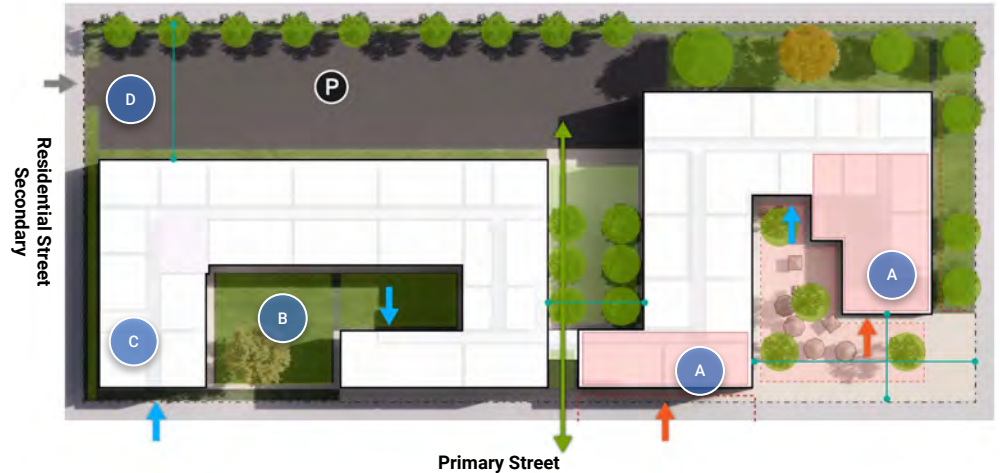 P
D
Residential Street
Secondary
B
A
C
A
Primary Street